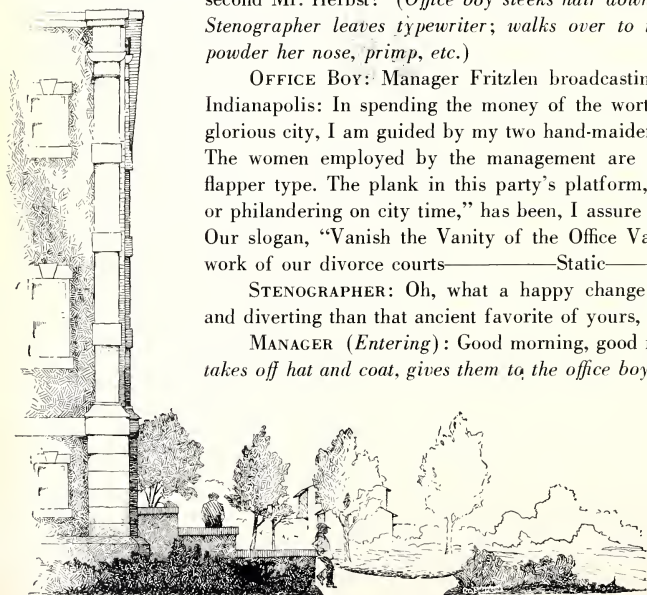 second Mr. Herbst! (Office boy sleeks hair down
Stenographer leaves typewriter; walks over to
powder her nose, primp, etc.)
OFFICE BOY: Manager Fritzlen broadcastin
Indianapolis: In spending the money of the wort
glorious city, I am guided by my two hand-maide
The women employed by the management are
flapper type. The plank in this party's platform,
or philandering on city time," has been, I assure
Our slogan, "Vanish the Vanity of the Office Va
work of our divorce courts————Static——
STENOGRAPHER: Oh, what a happy change
and diverting than that ancient favorite of yours,
MANAGER (Entering): Good morning, good
takes off hat and coat, gives them to the office boy